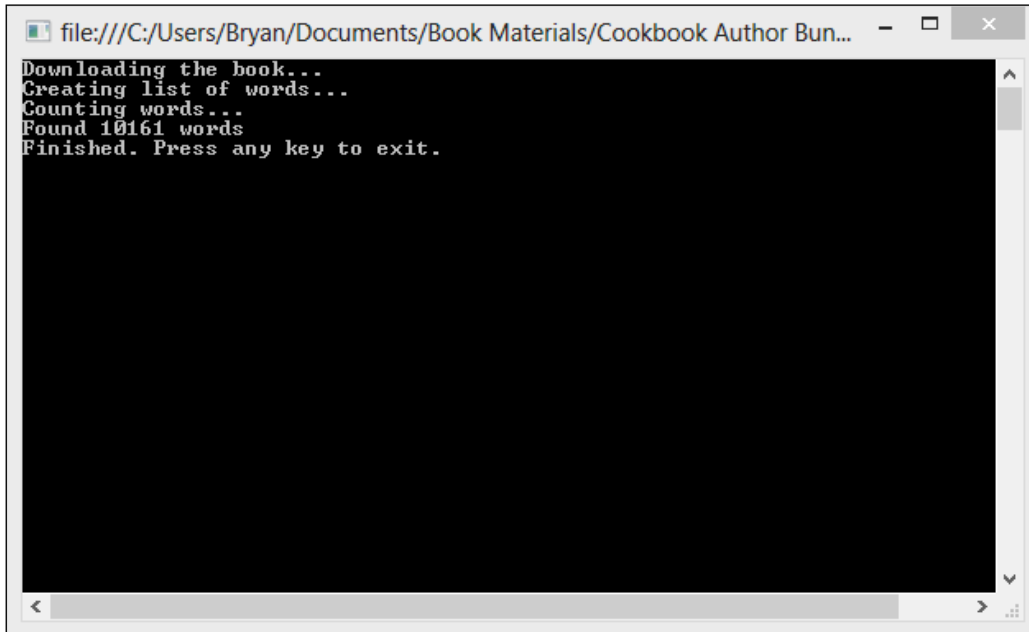 file:///C:/Users/Bryan/Documents/Book Materials/Cookbook Author Bun...
Downloading the book...
Creating list of words...
Counting words...
Found 10161 words
Finished. Press any key to exit.